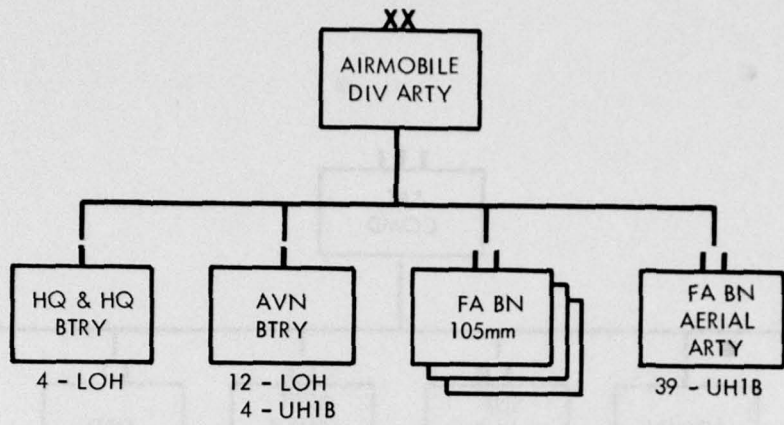 XX
AIRMOBILE
DIV ARTY
HQ & HQ
BTRY
4 - LOH
AVN
BTRY
12 - LOH
4 - UH1B
FA BN
105mm
FA BN
AERIAL
ARTY
39 - UH1B